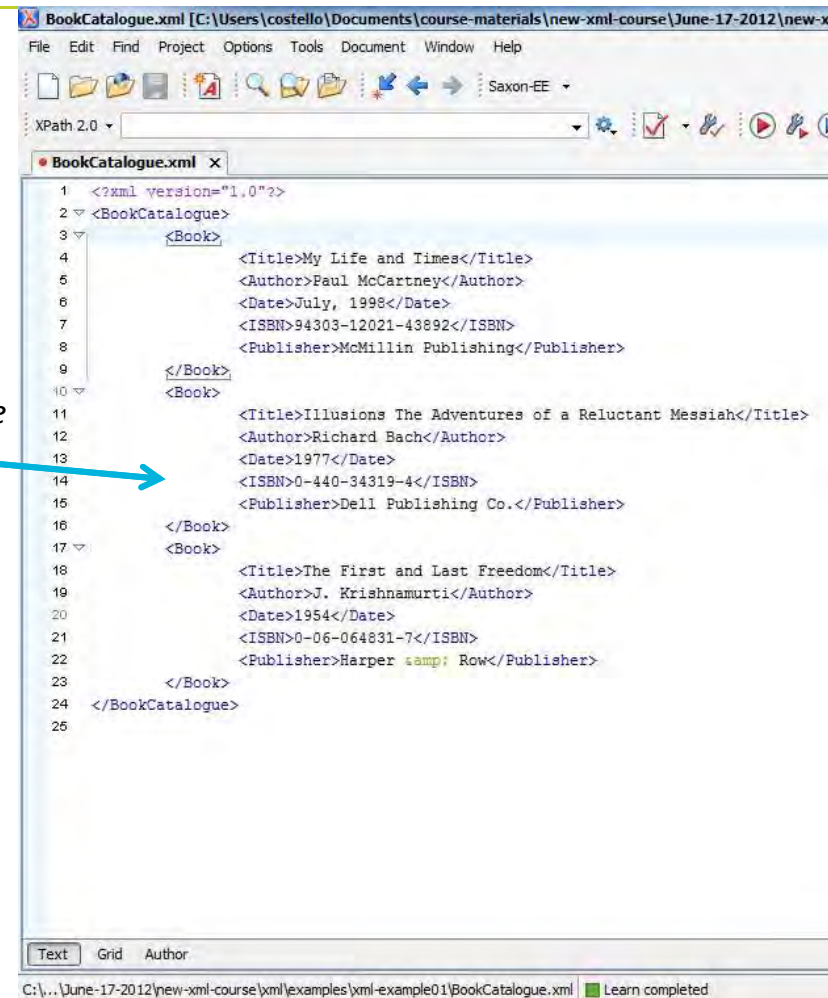 BookCatalogue.xml [C:\Users\costello\Documents\course-materials\new-xml-course\June-17-2012\new-x
File Edit Find Project Options Tools Document Window Help
Saxon-EE
XPath 2.0
BookCatalogue.xml x
1 <?xml version="1.0"?>
2 <BookCatalogue>
3 <Book>
4 <Title>My Life and Times</Title>
5 <Author>Paul McCartney</Author>
6 <Date>July, 1998</Date>
7 <ISBN>94303-12021-43892</ISBN>
8 <Publisher>McMillin Publishing</Publisher>
9 </Book>
10 <Book>
e
11 <Title>Illusions The Adventures of a Reluctant Messiah</Title>
12 <Author>Richard Bach</Author>
13 <Date>1977</Date>
14 <ISBN>0-440-34319-4</ISBN>
15 <Publisher>Dell Publishing Co.</Publisher>
16 </Book>
17 <Book>
18 <Title>The First and Last Freedom</Title>
19 <Author>J. Krishnamurti</Author>
20 <Date>1954</Date>
21 <ISBN>0-06-064831-7</ISBN>
22 <Publisher>Harper &amp; Row</Publisher>
23 </Book>
24 </BookCatalogue>
25
Text Grid Author
C:\...\June-17-2012\new-xml-course\xml\examples\xml-example01\BookCatalogue.xml Learn completed